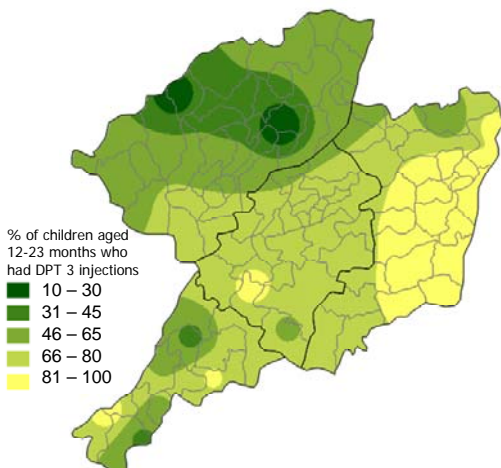 % of children aged
12-23 months who
had DPT 3 injections
10 – 30
31 – 45
46 – 65
66 – 80
81 – 100